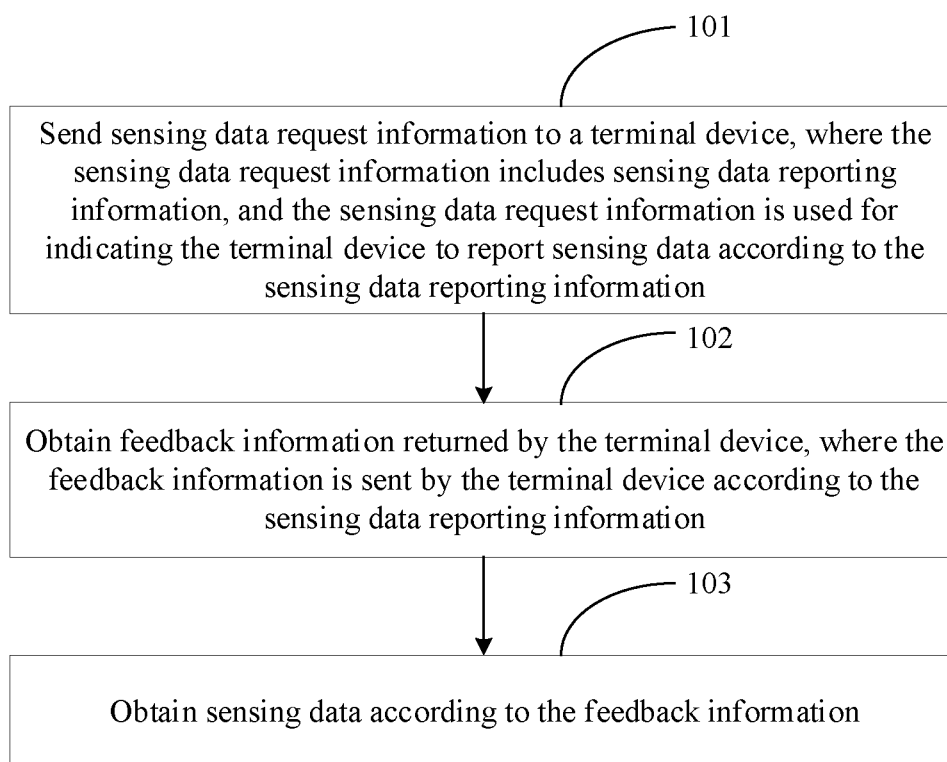 101
Send sensing data request information to a terminal device, where the
sensing data request information includes sensing data reporting
information, and the sensing data request information is used for
indicating the terminal device to report sensing data according to the
sensing data reporting information
102
Obtain feedback information returned by the terminal device, where the
feedback information is sent by the terminal device according to the
sensing data reporting information
103
Obtain sensing data according to the feedback information